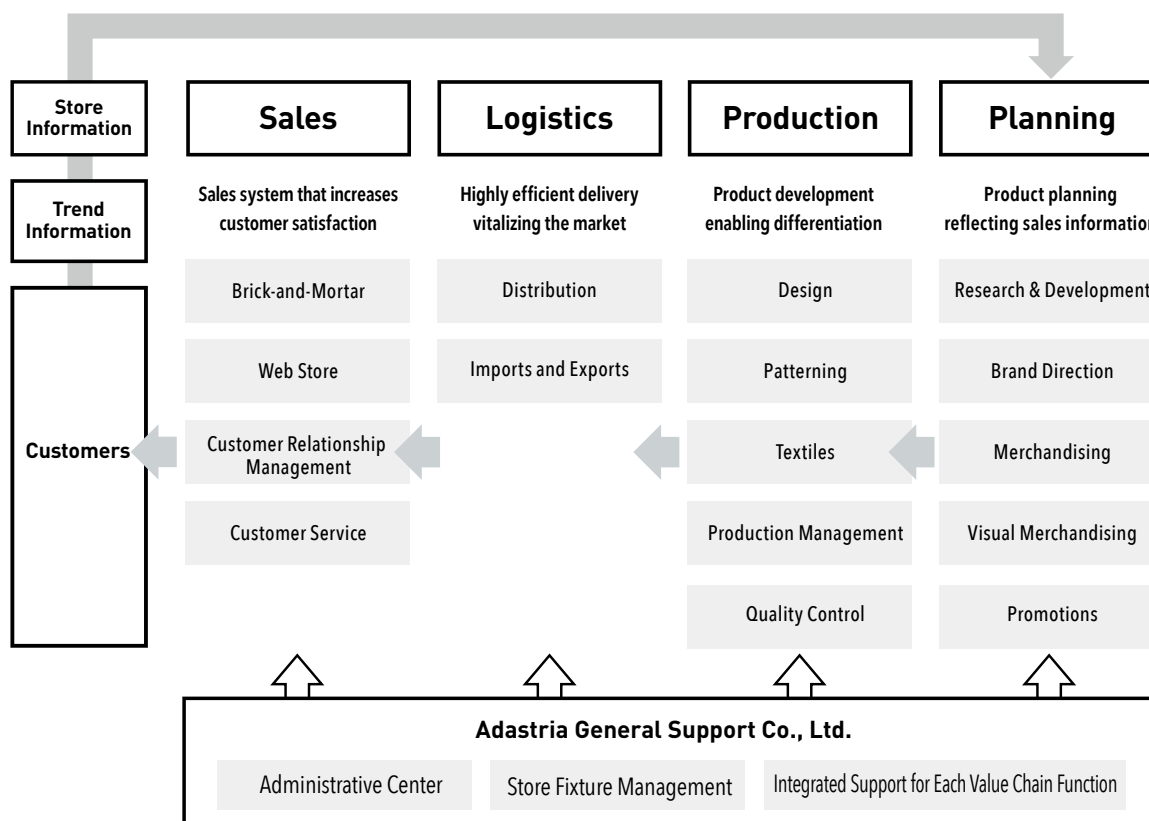 Store
Information
Trend
Information
Customers
Sales
Sales system that increases
customer satisfaction
Brick-and-Mortar
Web Store
Customer Relationship
Management
Customer Service
Logistics
Highly efficient delivery
vitalizing the market
Distribution
Imports and Exports
Production
Product development
enabling differentiation
Design
Patterning
Textiles
Production Management
Quality Control
Planning
Product planning
reflecting sales information
Research & Development
Brand Direction
Merchandising
Visual Merchandising
Promotions
Adastria General Support Co., Ltd.
Administrative Center
Store Fixture Management
Integrated Support for Each Value Chain Function